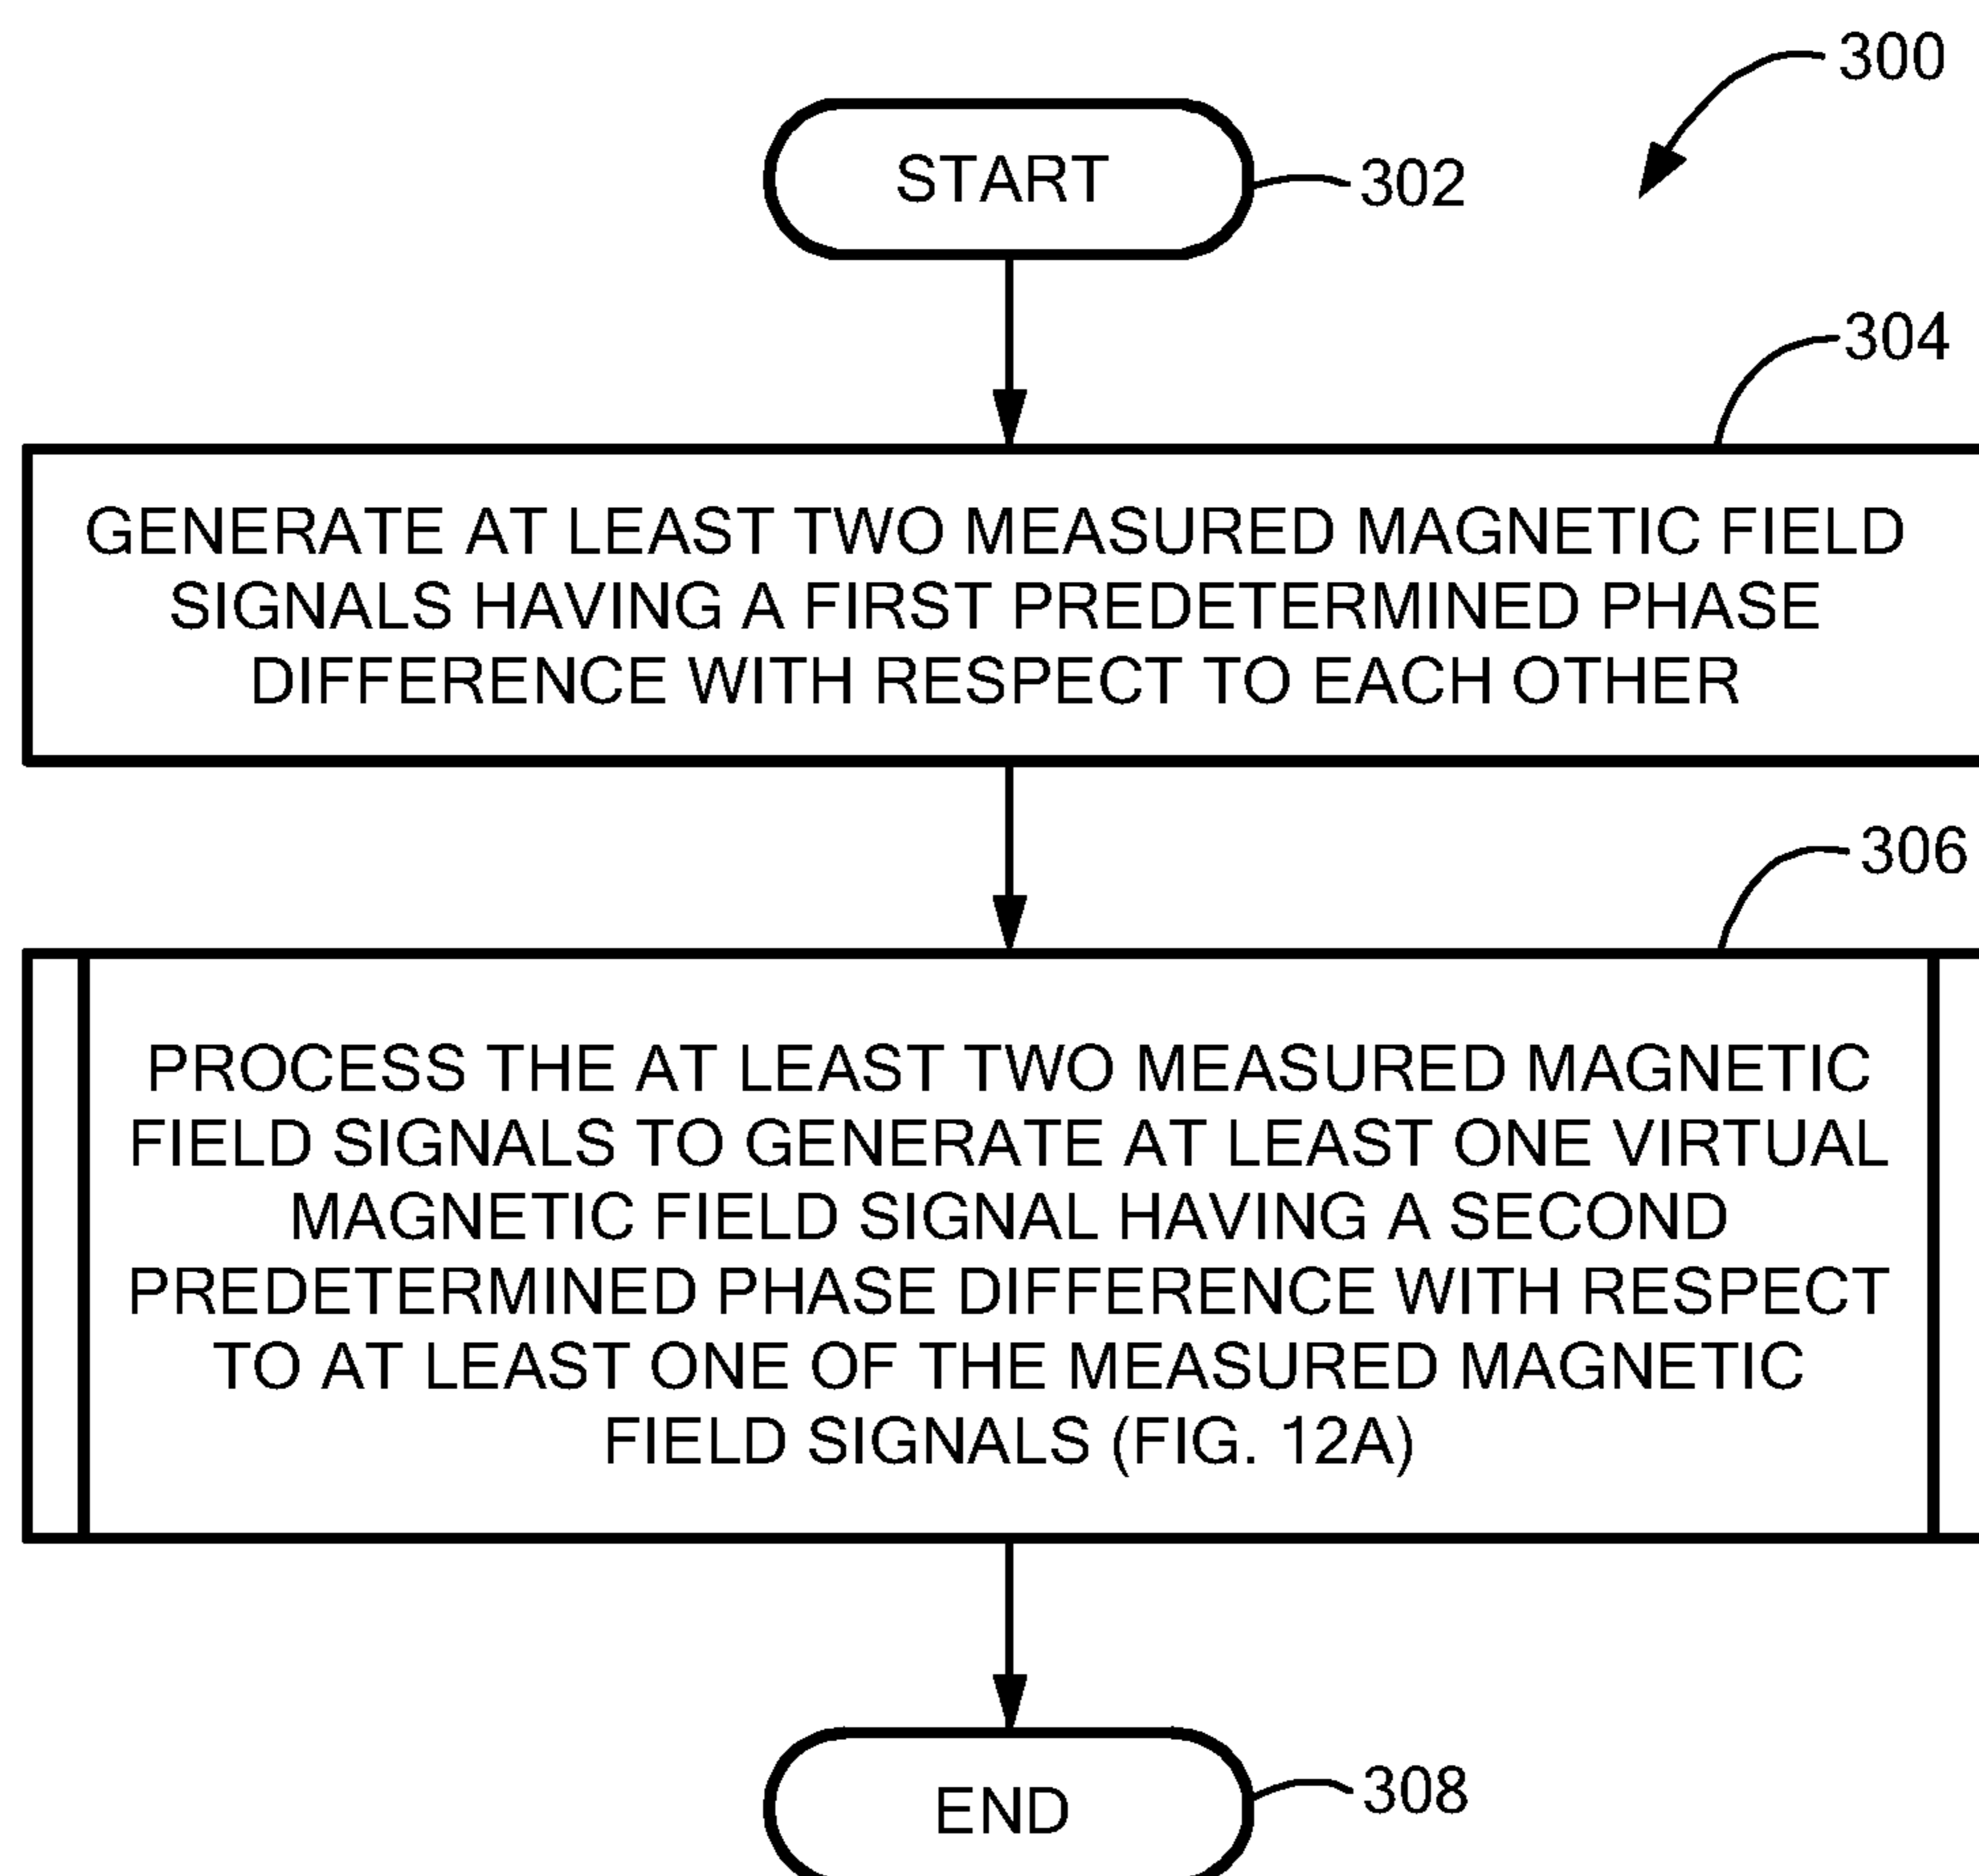 300
START
302
304
GENERATE AT LEAST TWO MEASURED MAGNETIC FIELD
SIGNALS HAVING A FIRST PREDETERMINED PHASE
DIFFERENCE WITH RESPECT TO EACH OTHER
306
PROCESS THE AT LEAST TWO MEASURED MAGNETIC
FIELD SIGNALS TO GENERATE AT LEAST ONE VIRTUAL
MAGNETIC FIELD SIGNAL HAVING A SECOND
PREDETERMINED PHASE DIFFERENCE WITH RESPECT
TO AT LEAST ONE OF THE MEASURED MAGNETIC
FIELD SIGNALS (FIG. 12A)
END
308